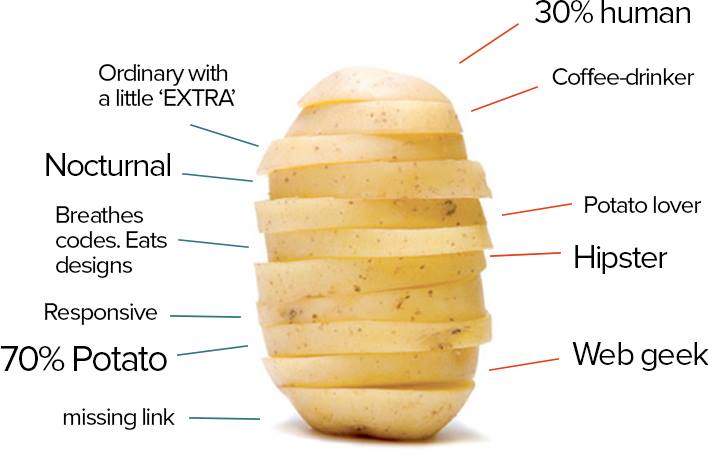 30% human
Coffee-drinker
Ordinary with
a little ‘EXTRA’
Nocturnal
Potato lover
Breathes
codes. Eats
designs
Hipster
Responsive
70% Potato
Web geek
missing link